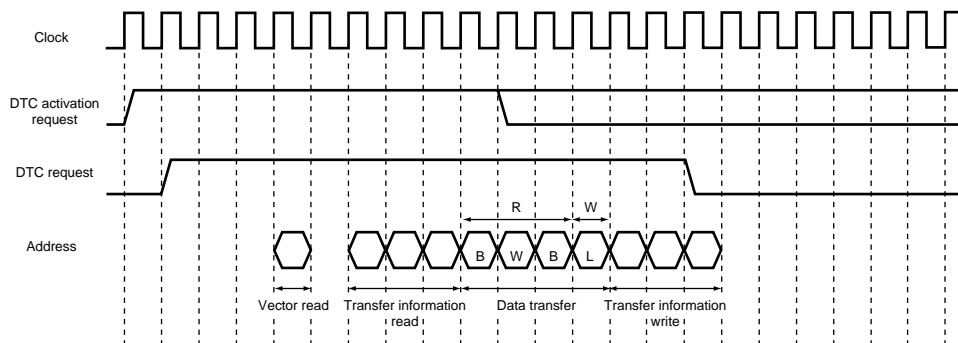 Clock
DTC activation
request
DTC request
R W
Address
B W B L
Vector read Transfer information Data transfer Transfer information
read write